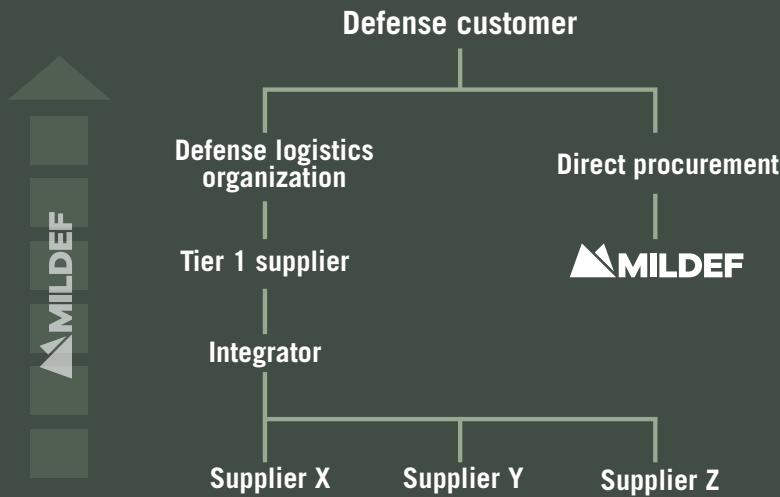 Defense customer
Defense logistics
organization
Direct procurement
MILDEF
Tier 1 supplier
MILDEF
Integrator
Supplier X
Supplier Y
Supplier Z